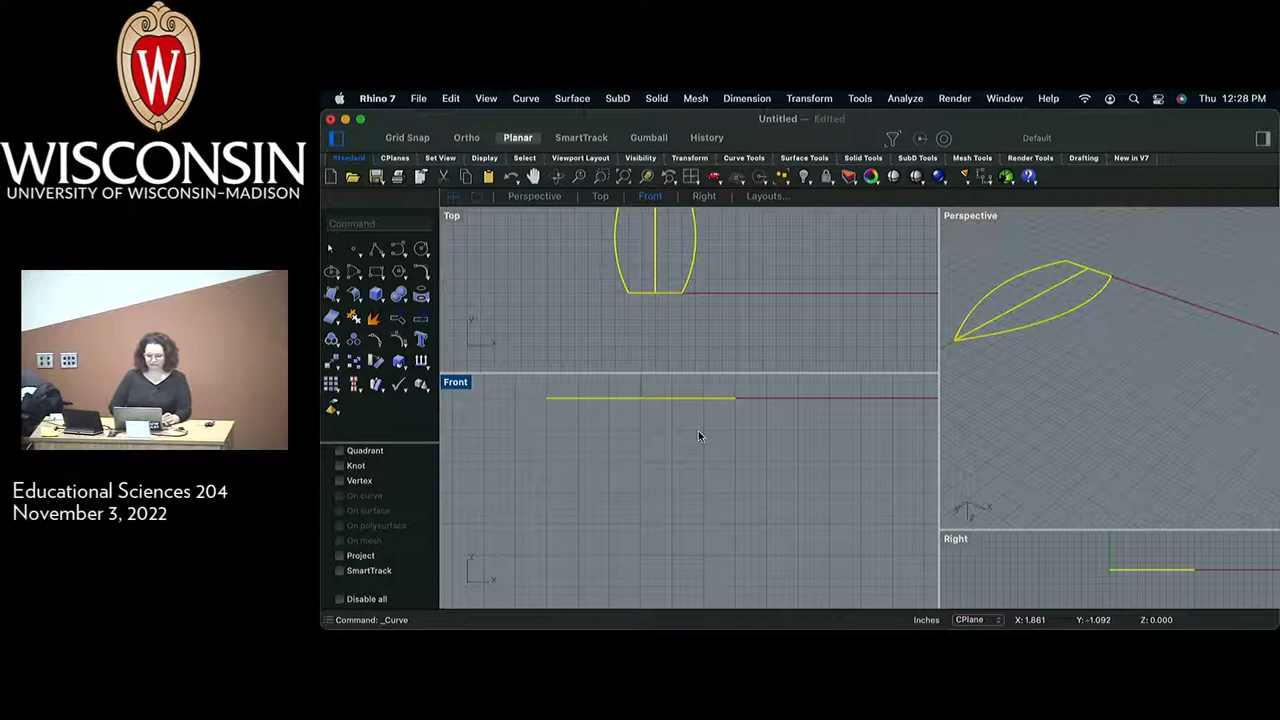 W
WISCONSIN
UNIVERSITY OF WISCONSIN-MADISON
Educational Sciences 204
November 3, 2022
Rhino 7 File Edit View Curve Surface SubD Solid Mesh Dimension Transform Tools Analyze Render Window Help Thu 12:28 PM
Untitled — Edited
Grid Snap Ortho Planar SmartTrack Gumball History Default
Standard CPlanes Set View Display Select Viewport Layout Visibility Transform Curve Tools Surface Tools Solid Tools SubD Tools Mesh Tools Render Tools Drafting New in V7
Perspective Top Front Right Layouts...
Command
Top
y
x
Perspective
y x
z
Front
z
x
Right
Quadrant
Knot
Vertex
On curve
On surface
On polysurface
On mesh
Project
SmartTrack
Disable all
Command: _Curve
Inches CPlane X: 1.861 Y: -1.092 Z: 0.000